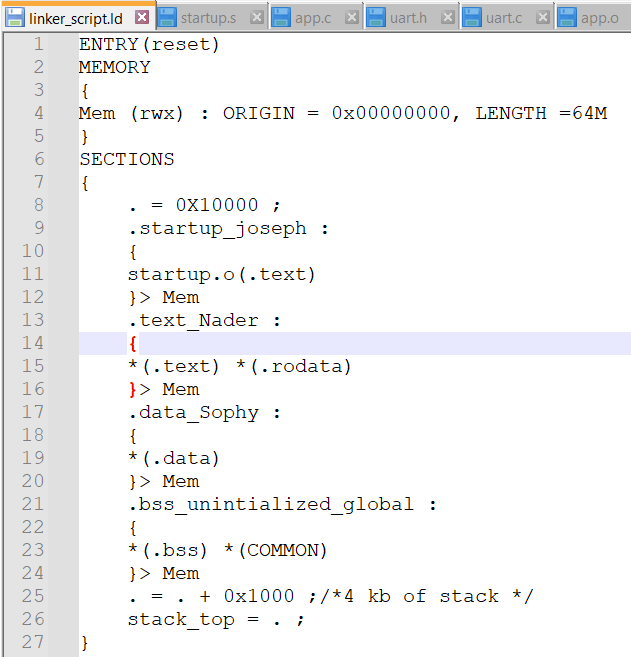 linker_script.ld startup.s app.c uart.h uart.c app.o
1 ENTRY(reset)
2 MEMORY
3 {
4 Mem (rwx) : ORIGIN = 0x00000000, LENGTH =64M
5 }
6 SECTIONS
7 {
8 . = 0X10000 ;
9 .startup_joseph :
10 {
11 startup.o(.text)
12 }> Mem
13 .text_Nader :
14 {
15 *(.text) *(.rodata)
16 }> Mem
17 .data_Sophy :
18 {
19 *(.data)
20 }> Mem
21 .bss_unintialized_global :
22 {
23 *(.bss) *(COMMON)
24 }> Mem
25 . = . + 0x1000 ;/*4 kb of stack */
26 stack_top = . ;
27 }